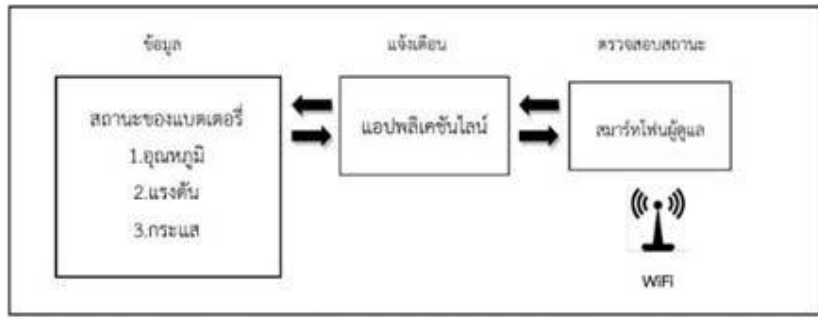 ข้อมูล
สถานะของแบตเตอรี่
1.อุณหภูมิ
2.แรงดัน
3.กระแส
แจ้งเตือน
แอปพลิเคชันไลน์
ตรวจสอบสถานะ
สมาร์ทโฟนผู้ดูแล
WiFi